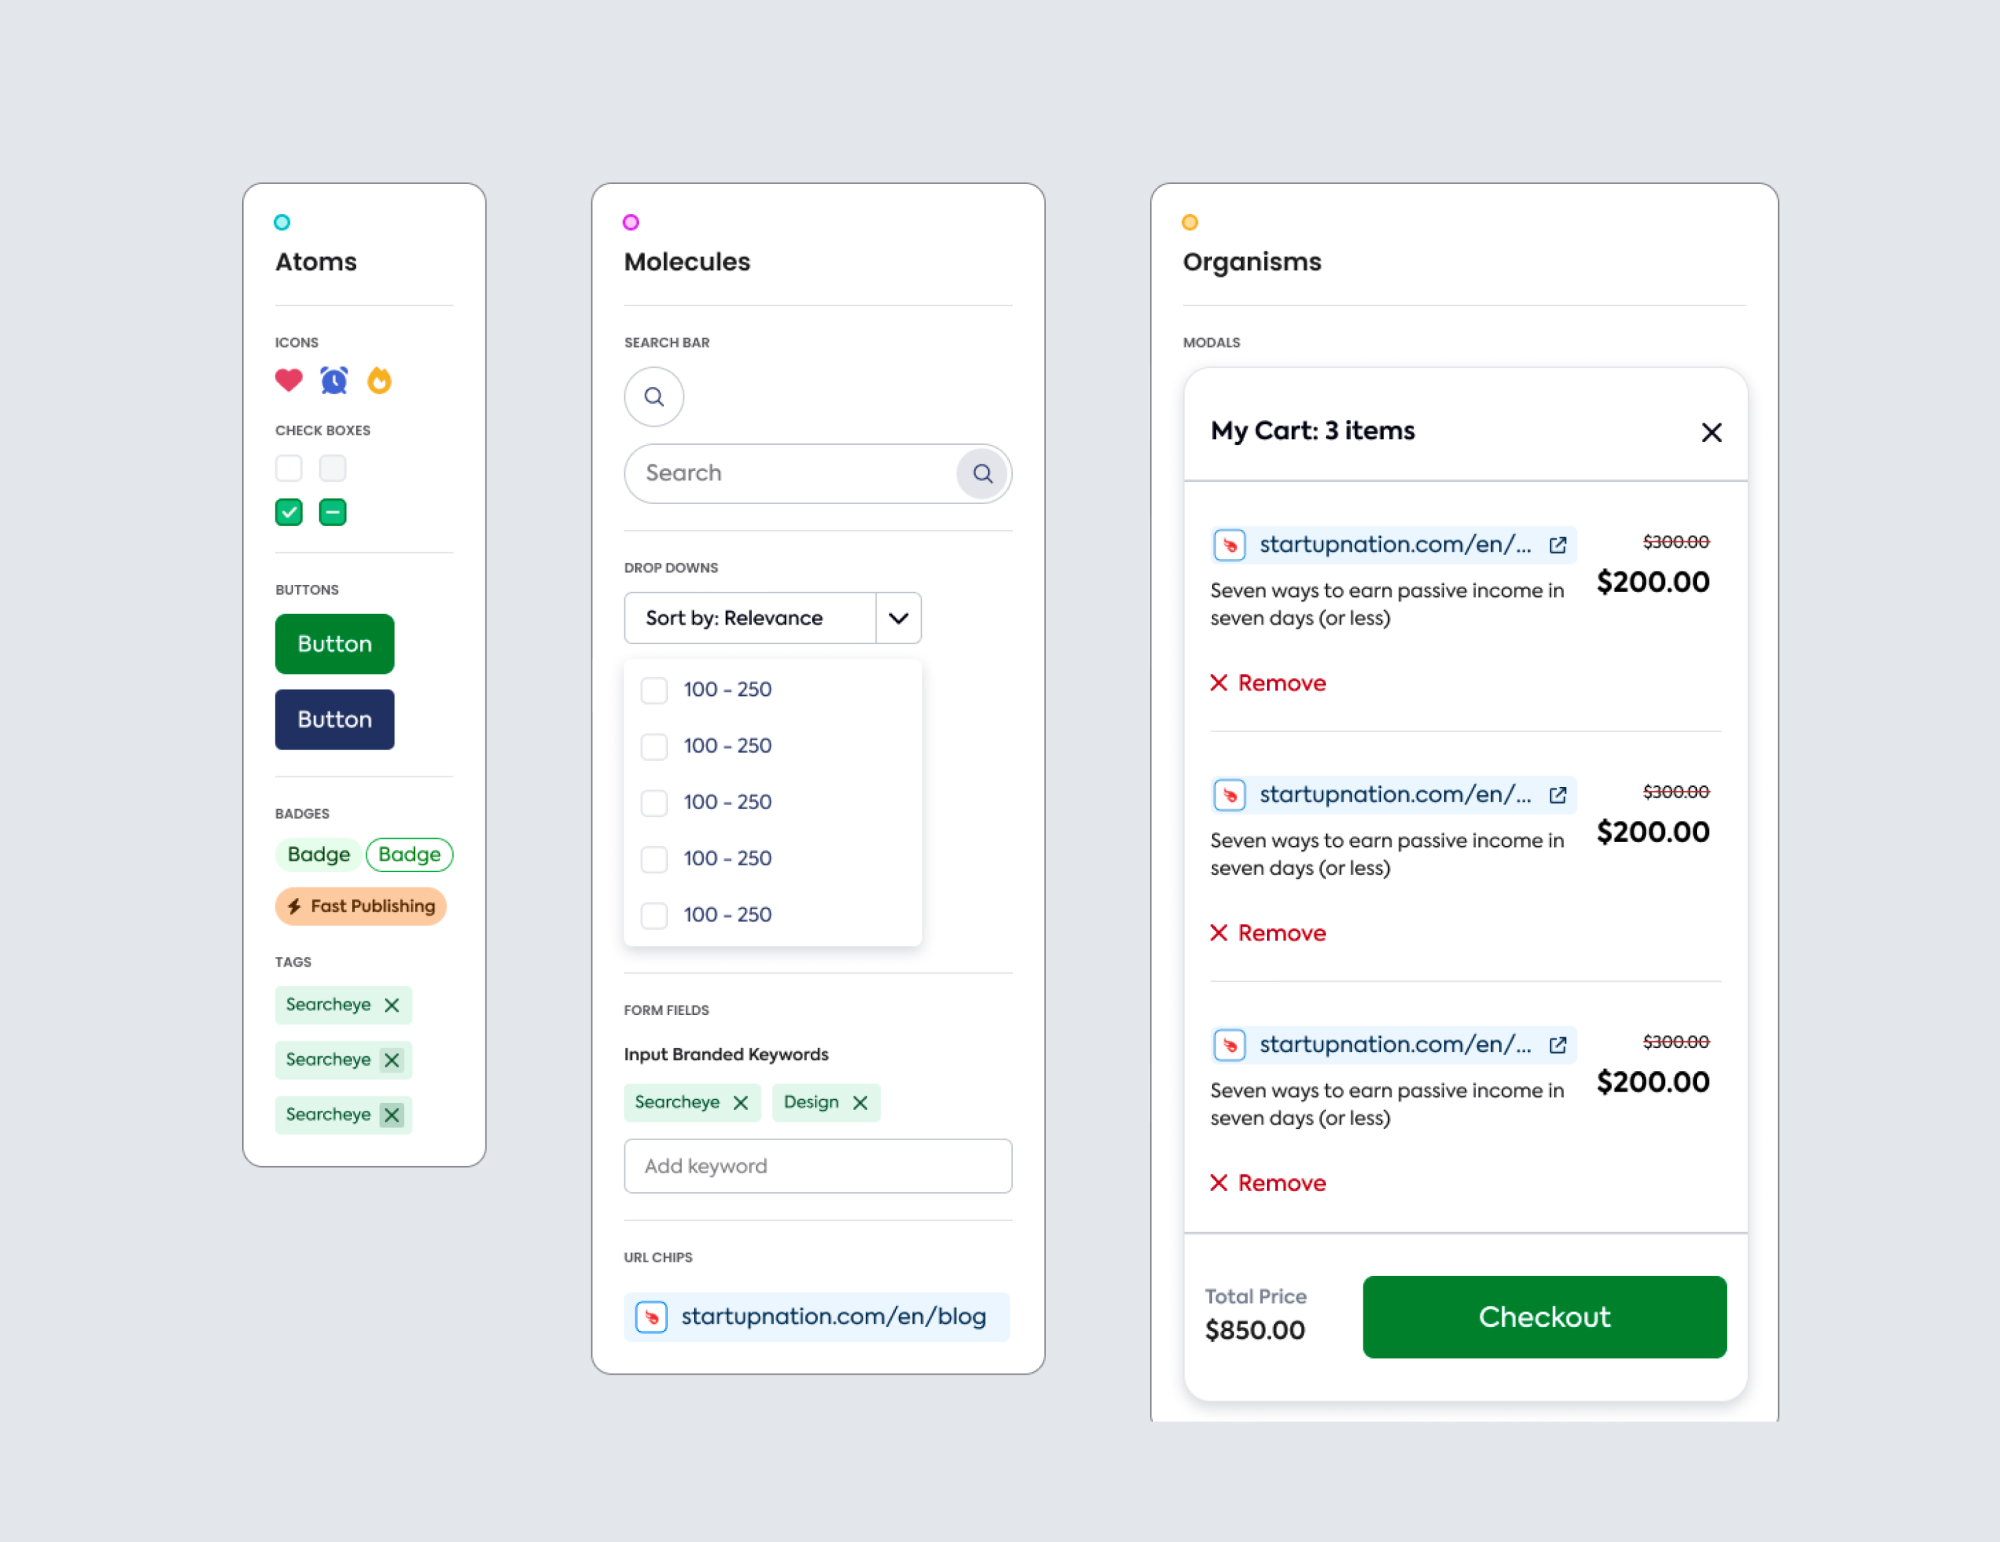 Atoms
ICONS
CHECK BOXES
BUTTONS
Button
Button
BADGES
Badge Badge
Fast Publishing
TAGS
Searcheye
Searcheye
Searcheye
Molecules
SEARCH BAR
Search
DROP DOWNS
Sort by: Relevance
100 - 250
100 - 250
100 - 250
100 - 250
100 - 250
FORM FIELDS
Input Branded Keywords
Searcheye Design
Add keyword
URL CHIPS
startupnation.com/en/blog
Organisms
MODALS
My Cart: 3 items
startupnation.com/en/... $300.00
$200.00
Seven ways to earn passive income in
seven days (or less)
Remove
startupnation.com/en/... $300.00
$200.00
Seven ways to earn passive income in
seven days (or less)
Remove
startupnation.com/en/... $300.00
$200.00
Seven ways to earn passive income in
seven days (or less)
Remove
Total Price
$850.00
Checkout